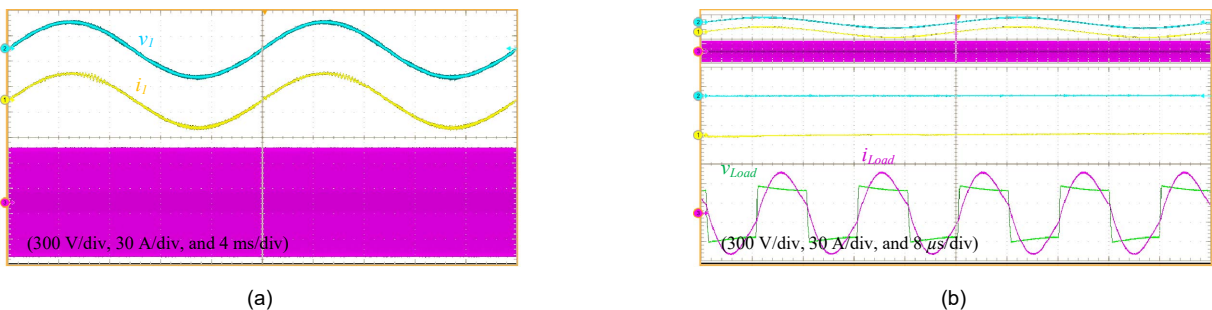 v1
i1
(300 V/div, 30 A/div, and 4 ms/div)
(a)
iLoad
vLoad
(300 V/div, 30 A/div, and 8 μs/div)
(b)